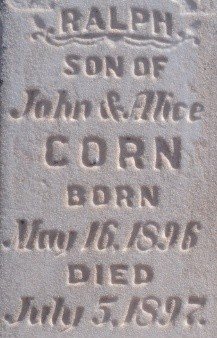 RALPH
SON OF
John & Alice
CORN
BORN
May 16, 1896
DIED
July 5, 1897.